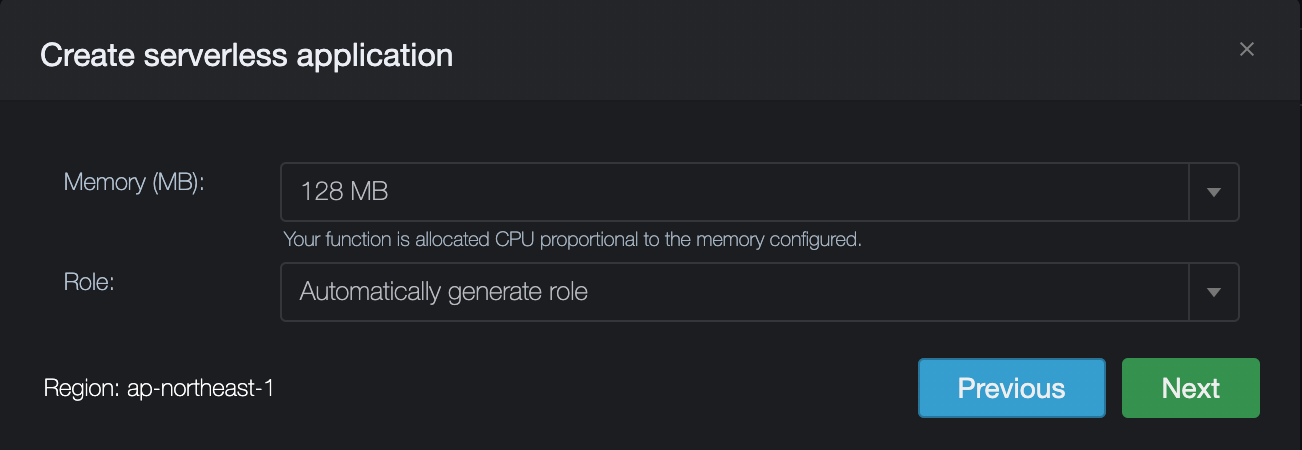 Create serverless application
Memory (MB):
128 MB
Your function is allocated CPU proportional to the memory configured.
Role:
Automatically generate role
Region: ap-northeast-1
Previous
Next